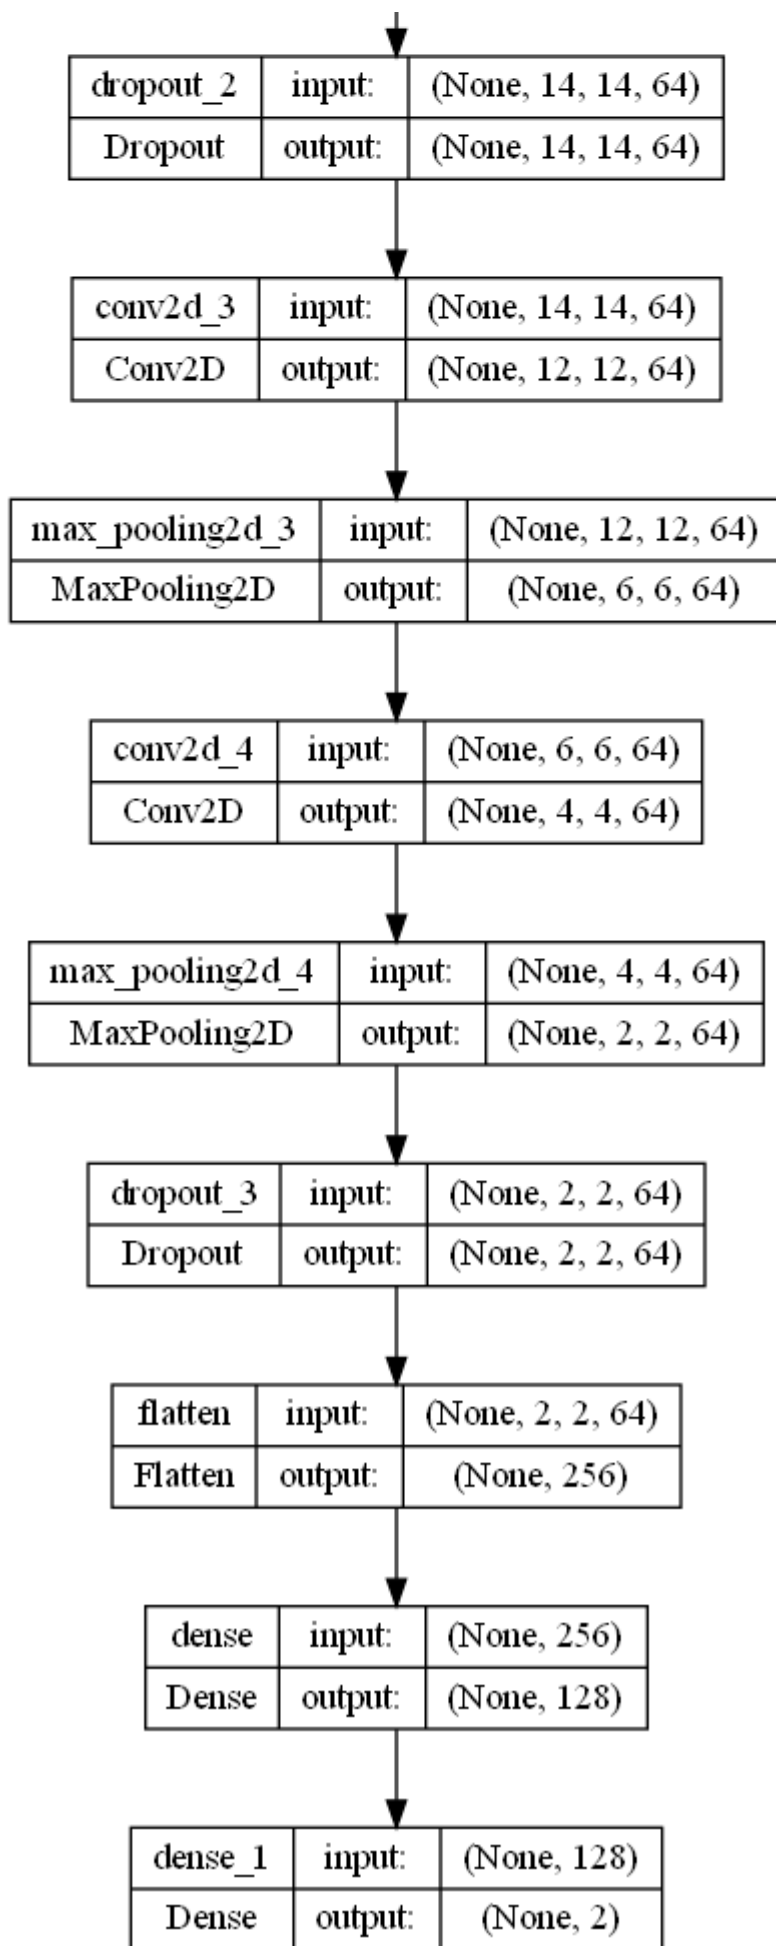 dropout_2 input: (None, 14, 14, 64)
Dropout output: (None, 14, 14, 64)
conv2d_3 input: (None, 14, 14, 64)
Conv2D output: (None, 12, 12, 64)
max_pooling2d_3 input: (None, 12, 12, 64)
MaxPooling2D output: (None, 6, 6, 64)
conv2d_4 input: (None, 6, 6, 64)
Conv2D output: (None, 4, 4, 64)
max_pooling2d_4 input: (None, 4, 4, 64)
MaxPooling2D output: (None, 2, 2, 64)
dropout_3 input: (None, 2, 2, 64)
Dropout output: (None, 2, 2, 64)
flatten input: (None, 2, 2, 64)
Flatten output: (None, 256)
dense input: (None, 256)
Dense output: (None, 128)
dense_1 input: (None, 128)
Dense output: (None, 2)